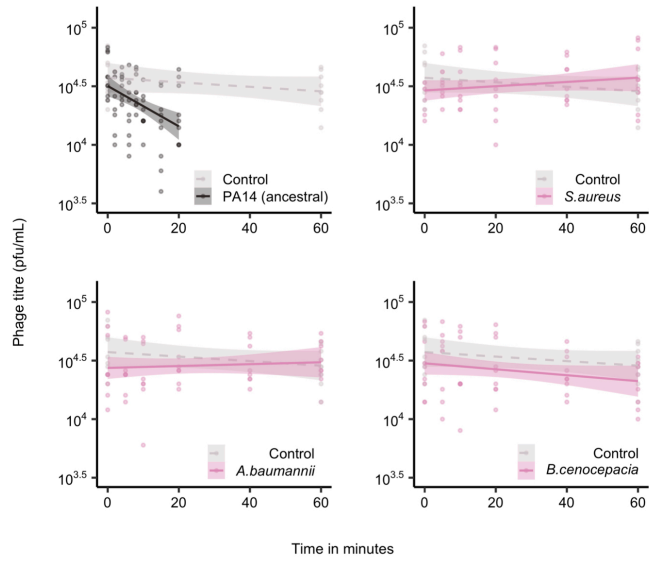 10^5
10^4.5
10^4
10^3.5
Control
PA14 (ancestral)
0 20 40 60
10^5
10^4.5
10^4
10^3.5
Control
S.aureus
0 20 40 60
Phage titre (pfu/mL)
10^5
10^4.5
10^4
10^3.5
Control
A.baumannii
0 20 40 60
10^5
10^4.5
10^4
10^3.5
Control
B.cenocepacia
0 20 40 60
Time in minutes